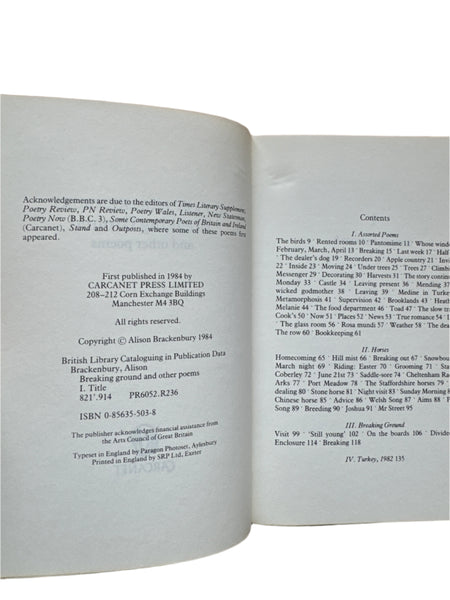 Acknowledgements are due to the editors of Times Literary Supplement,
Poetry Review, PN Review, Poetry Wales, Listener, New Statesman,
Poetry Now (B.B.C. 3), Some Contemporary Poets of Britain and Ireland
(Carcanet), Stand and Outposts, where some of these poems first
appeared.
First published in 1984 by
CARCANET PRESS LIMITED
208–212 Corn Exchange Buildings
Manchester M4 3BQ
All rights reserved.
Copyright © Alison Brackenbury 1984
British Library Cataloguing in Publication Data
Brackenbury, Alison
Breaking ground and other poems
I. Title
821'.914 PR6052.R236
ISBN 0-85635-503-8
The publisher acknowledges financial assistance from
the Arts Council of Great Britain
Typeset in England by Paragon Photoset, Aylesbury
Printed in England by SRP Ltd, Exeter
Contents
I. Assorted Poems
The birds 9 * Rented rooms 10 * Pantomime 11 * Whose window
February, March, April 13 * Breaking 15 * Last week 17 * Half
* The dealer's dog 19 * Recorders 20 * Apple country 21 * In
22 * Inside 23 * Moving 24 * Under trees 25 * Trees 27 * Climb
Messenger 29 * Decorating 30 * Harvests 31 * The story contin
Monday 33 * Castle 34 * Leaving present 36 * Mending 37
wicked godmother 38 * Leaving 39 * Medine in Turke
Metamorphosis 41 * Supervision 42 * Brooklands 43 * Heat
Melanie 44 * The food department 46 * Toad 47 * The slow
Cook's 50 * Now 51 * Places 52 * News 53 * True romance 54 * I
The glass room 56 * Rosa mundi 57 * Weather 58 * The dea
row 60 * Bookkeeping 61
II. Horses
Homecoming 65 * Hill mist 66 * Breaking out 67 * Snowbou
March night 69 * Riding: Easter 70 * Grooming 71 * Sta
Coberley 72 * June 21st 73 * Saddle-sore 74 * Cheltenham Ra
Arks 77 * Port Meadow 78 * The Staffordshire horses 79
dealing 80 * Stone horse 81 * Night visit 83 * Sunday Morning
Chinese horse 85 * Advice 86 * Welsh Song 87 * Aims 88 * F
Song 89 * Breeding 90 * Joshua 91 * Mr Street 95
III. Breaking Ground
Visit 99 * 'Still young' 102 * On the boards 106 * Divide
Enclosure 114 * Breaking 118
IV. Turkey, 1982 135